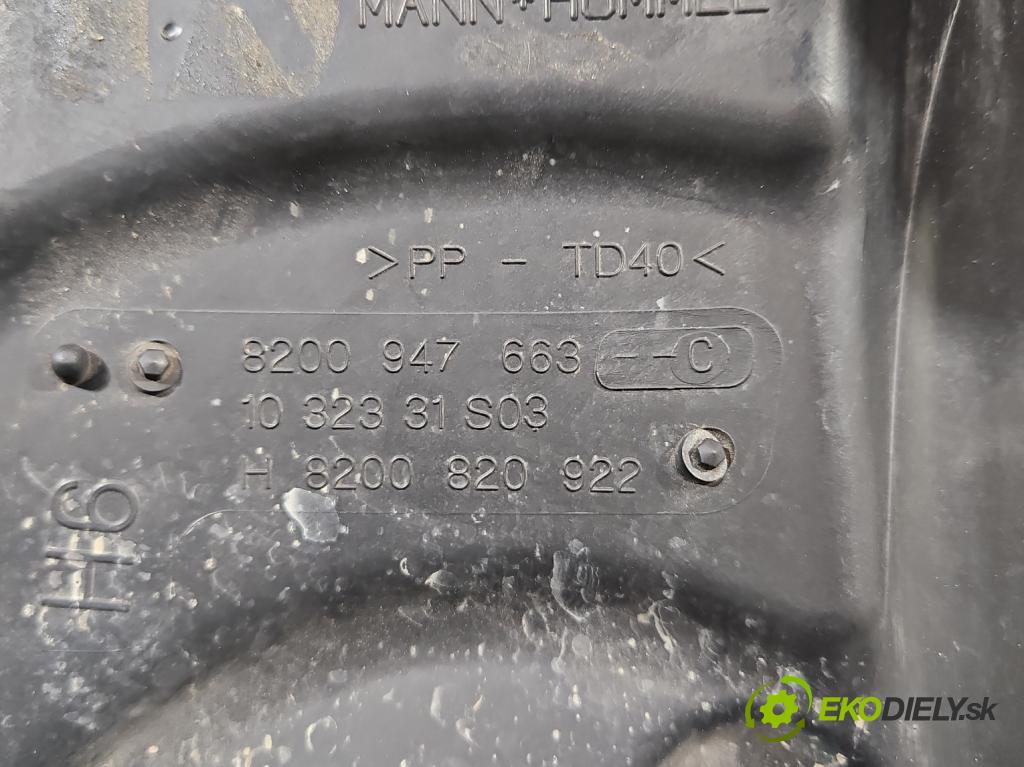 MANN+HUMMEL
>PP - TD40<
8200 947 663 --C
10 323 31 S03
H 8200 820 922
H6
EKODIELY.sk